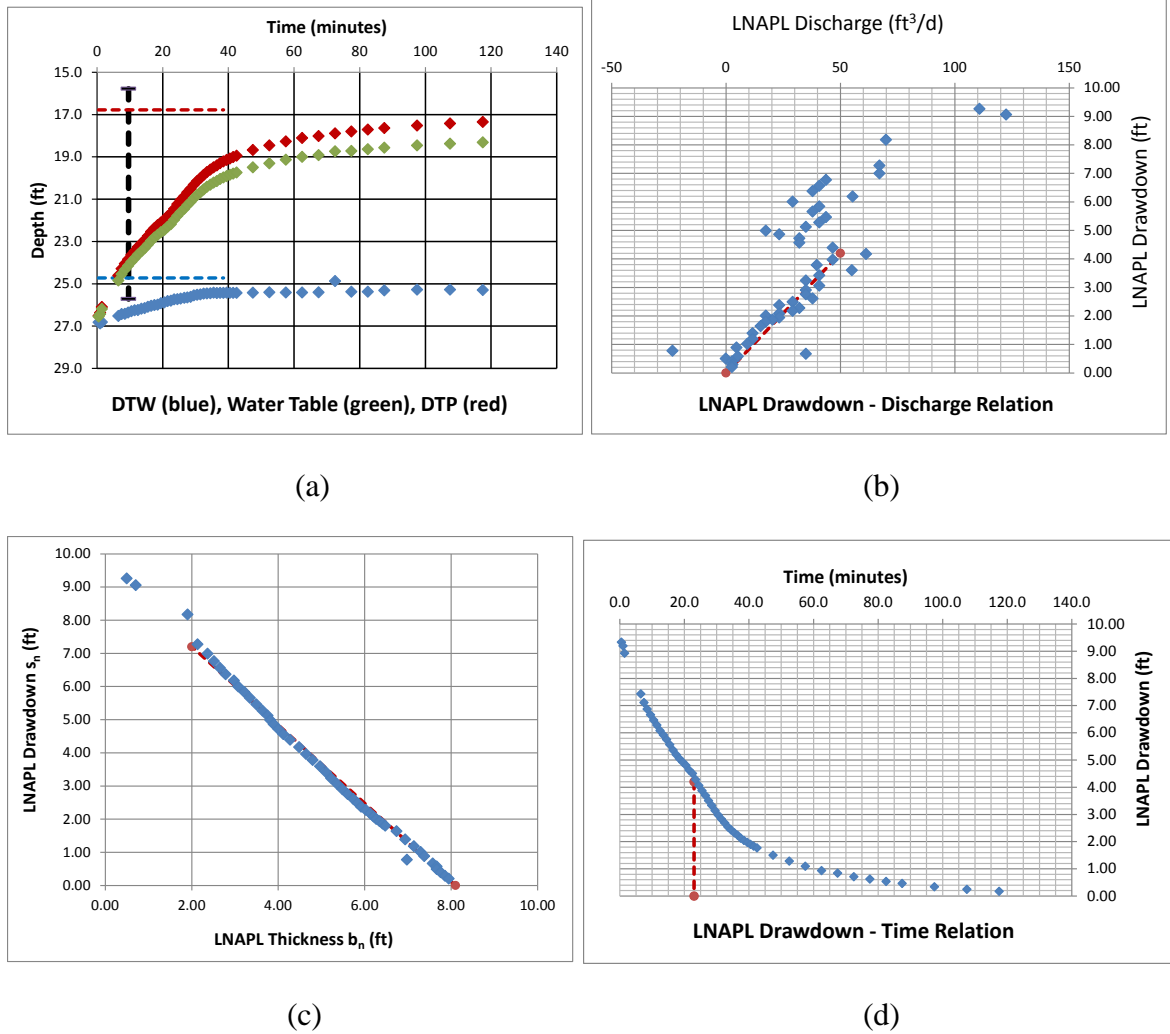 Time (minutes)
0 20 40 60 80 100 120 140
15.0
17.0
19.0
21.0
23.0
25.0
27.0
29.0
Depth (ft)
DTW (blue), Water Table (green), DTP (red)
(a)
LNAPL Discharge (ft³/d)
-50 0 50 100 150
10.00
9.00
8.00
7.00
6.00
5.00
4.00
3.00
2.00
1.00
0.00
LNAPL Drawdown (ft)
LNAPL Drawdown - Discharge Relation
(b)
10.00
9.00
8.00
7.00
6.00
5.00
4.00
3.00
2.00
1.00
0.00
LNAPL Drawdown sₙ (ft)
0.00 2.00 4.00 6.00 8.00 10.00
LNAPL Thickness bₙ (ft)
(c)
Time (minutes)
0.0 20.0 40.0 60.0 80.0 100.0 120.0 140.0
10.00
9.00
8.00
7.00
6.00
5.00
4.00
3.00
2.00
1.00
0.00
LNAPL Drawdown (ft)
LNAPL Drawdown - Time Relation
(d)